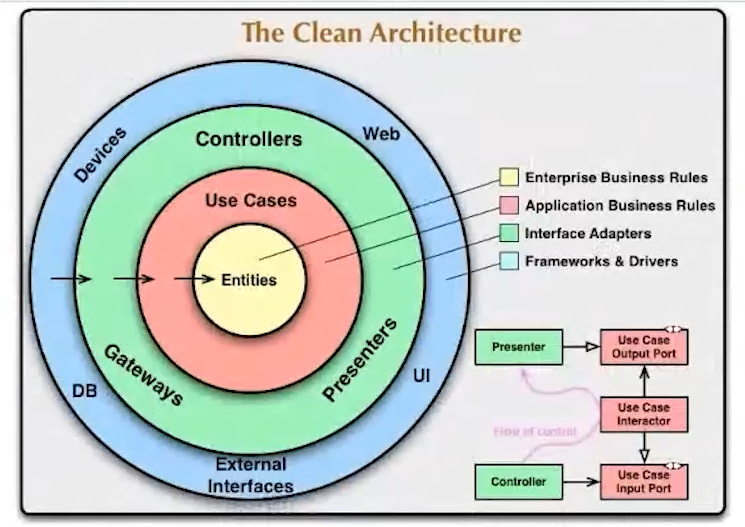 The Clean Architecture
Devices
Web
Controllers
Use Cases
Entities
Gateways
Presenters
DB
UI
External
Interfaces
Enterprise Business Rules
Application Business Rules
Interface Adapters
Frameworks & Drivers
Presenter
Use Case
Output Port
Use Case
Interactor
Flow of control
Controller
Use Case
Input Port